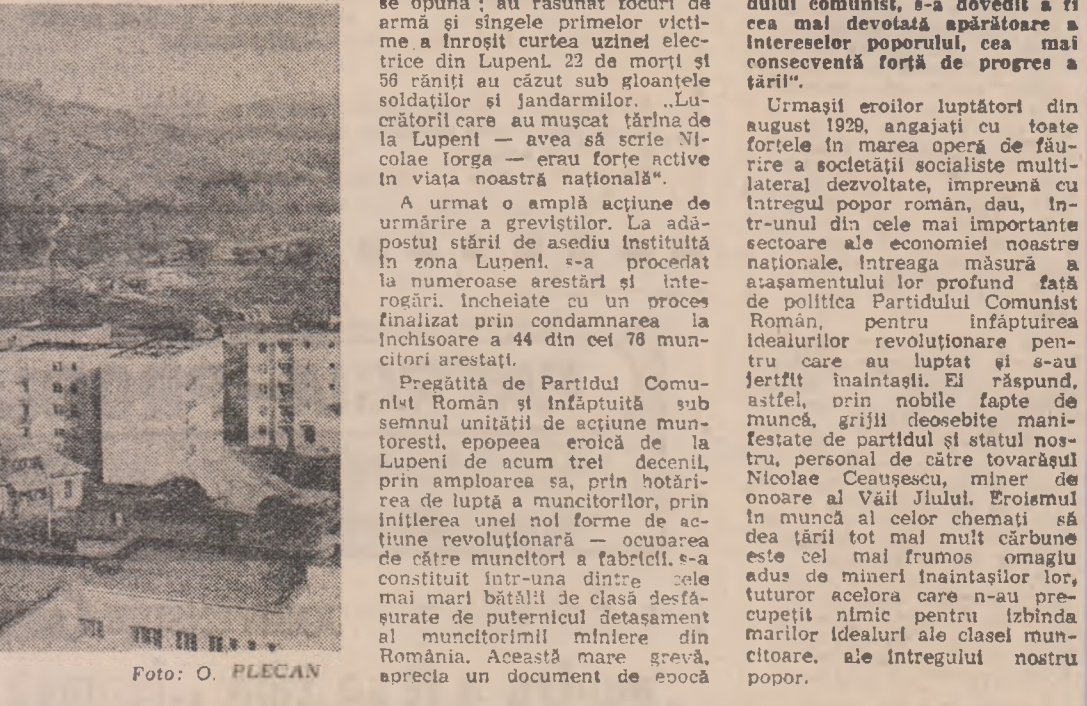 se opună ; au răsunat focuri de
armă și sîngele primelor victi-
me a înroșit curtea uzinei elec-
trice din Lupeni. 22 de morți și
56 răniți au căzut sub gloanțele
soldaților și jandarmilor. „Lu-
crătorii care au mușcat țărîna de
la Lupeni — avea să scrie Ni-
colae Iorga — erau forțe active
în viața noastră națională“.
A urmat o amplă acțiune de
urmărire a greviștilor. La adă-
postul stării de asediu instituită
în zona Lupeni, s-a procedat
la numeroase arestări și inte-
rogări, încheiate cu un proces
finalizat prin condamnarea la
închisoare a 44 din cei 76 mun-
citori arestați.
Pregătită de Partidul Comu-
nist Român și înfăptuită sub
semnul unității de acțiune mun-
toresti, epopeea eroică de la
Lupeni de acum trei decenii,
prin amploarea sa, prin hotărî-
rea de luptă a muncitorilor, prin
inițierea unei noi forme de ac-
țiune revoluționară — ocuparea
de către muncitori a fabricii, s-a
constituit într-una dintre cele
mai mari bătălii de clasă desfă-
șurate de puternicul detașament
al muncitorimii miniere din
România. Această mare grevă,
aprecia un document de epocă
dului comunist, s-a dovedit a fi
cea mai devotată apărătoare a
intereselor poporului, cea mai
consecventă forță de progres a
țării“.
Urmașii eroilor luptători din
august 1929, angajați cu toate
forțele în marea operă de fău-
rire a societății socialiste multi-
lateral dezvoltate, împreună cu
întregul popor român, dau, în-
tr-unul din cele mai importante
sectoare ale economiei noastre
naționale, întreaga măsură a
atașamentului lor profund față
de politica Partidului Comunist
Român, pentru înfăptuirea
idealurilor revoluționare pen-
tru care au luptat și s-au
jertfit înaintașii. Ei răspund,
astfel, prin nobile fapte de
muncă, grijii deosebite mani-
festate de partidul și statul nos-
tru, personal de către tovarășul
Nicolae Ceaușescu, miner de
onoare al Văii Jiului. Eroismul
în muncă al celor chemați să
dea țării tot mai mult cărbune
este cel mai frumos omagiu
adus de mineri înaintașilor lor,
tuturor acelora care n-au pre-
cupețit nimic pentru izbînda
marilor idealuri ale clasei mun-
citoare, ale întregului nostru
popor.
Foto: O. PLECAN